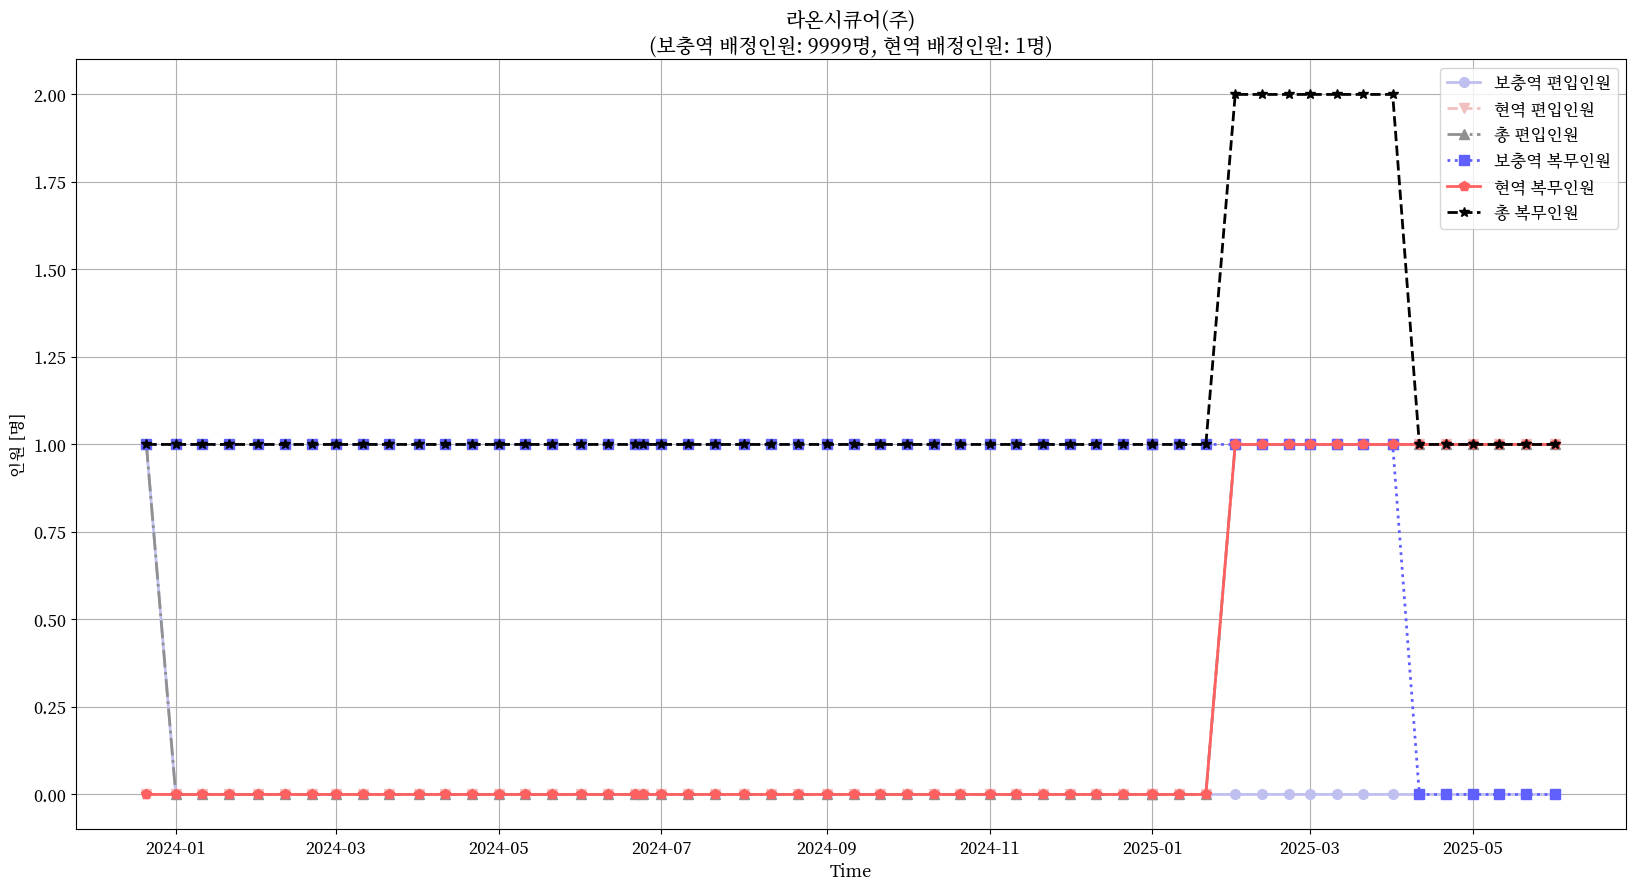 라온시큐어(주)
(보충역 배정인원: 9999명, 현역 배정인원: 1명)
보충역 편입인원
현역 편입인원
총 편입인원
보충역 복무인원
현역 복무인원
총 복무인원
인원 [명]
2.00
1.75
1.50
1.25
1.00
0.75
0.50
0.25
0.00
2024-01 2024-03 2024-05 2024-07 2024-09 2024-11 2025-01 2025-03 2025-05
Time